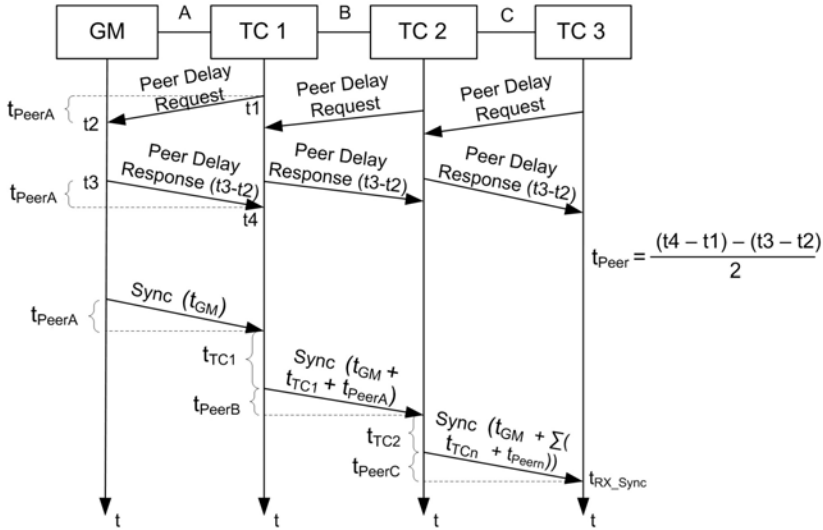 GM
A
TC 1
B
TC 2
C
TC 3
Peer Delay
Request
Peer Delay
Request
Peer Delay
Request
t1
tPeerA
t2
Peer Delay
Response (t3-t2)
Peer Delay
Response (t3-t2)
Peer Delay
Response (t3-t2)
t3
tPeerA
t4
tPeer = (t4 – t1) – (t3 – t2)
2
Sync (tGM)
tPeerA
tTC1
Sync (tGM +
tTC1 + tPeerA)
tPeerB
tTC2
Sync (tGM + Σ(
tTCn + tPeern))
tPeerC
tRX_Sync
t
t
t
t